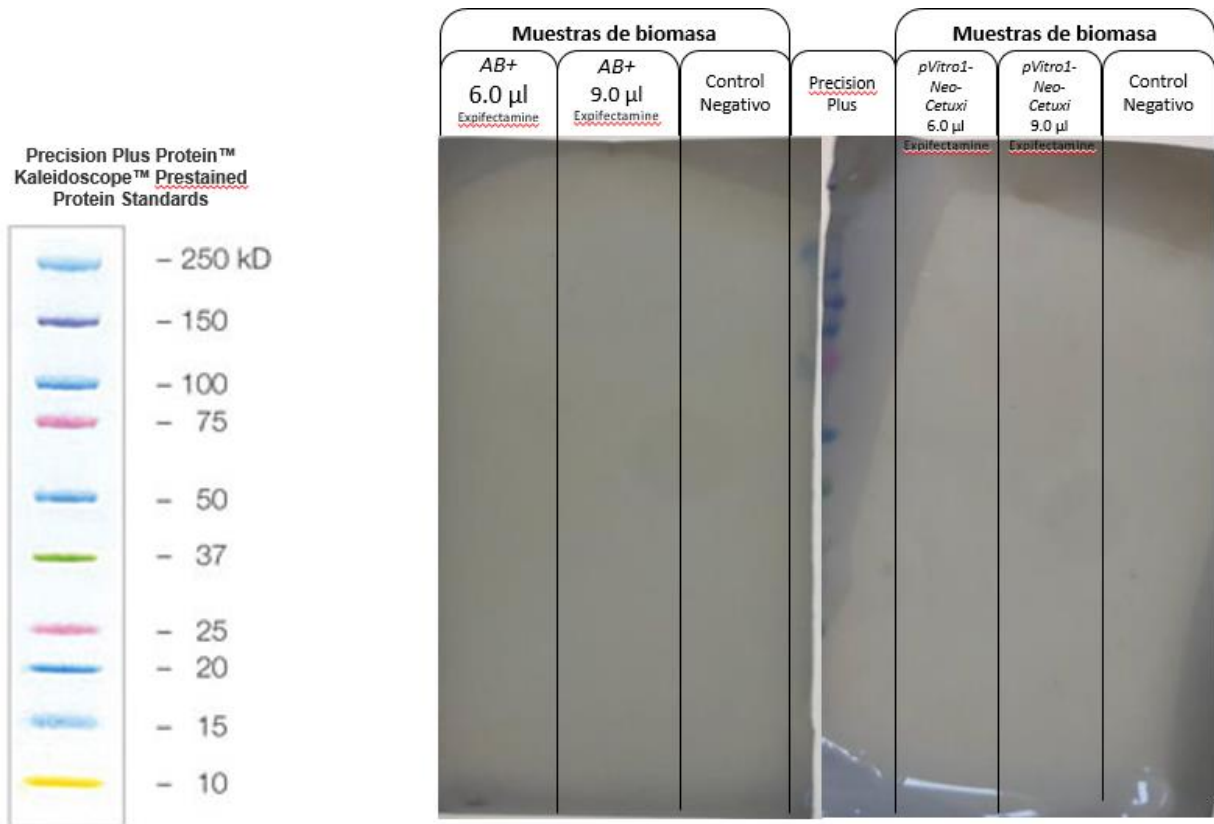 Muestras de biomasa
AB+
6.0 µl
Expifectamine
AB+
9.0 µl
Expifectamine
Control
Negativo
Precision
Plus
Muestras de biomasa
pVitro1-
Neo-
Cetuxi
6.0 µl
Expifectamine
pVitro1-
Neo-
Cetuxi
9.0 µl
Expifectamine
Control
Negativo
Precision Plus Protein™
Kaleidoscope™ Prestained
Protein Standards
– 250 kD
– 150
– 100
– 75
– 50
– 37
– 25
– 20
– 15
– 10